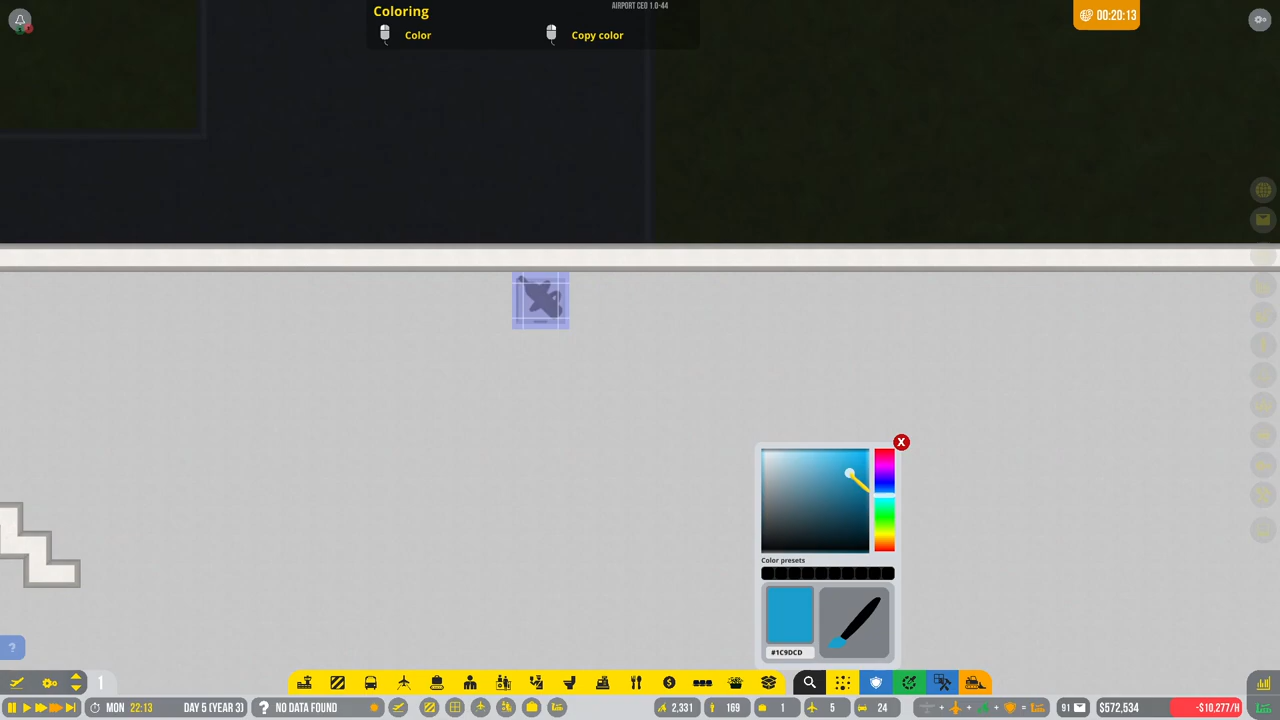 AIRPORT CEO 1.0-44
Coloring
Color
Copy color
00:20:13
X
Color presets
#1C9DCD
?
1
MON 22:13
DAY 5 (YEAR 3)
? NO DATA FOUND
2,331
169
1
5
24
+ + + =
91
$572,534
-$10.277/H